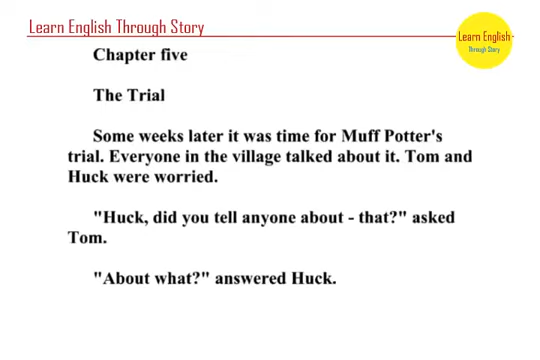 Learn English Through Story
Learn English
Through Story
Chapter five
The Trial
Some weeks later it was time for Muff Potter's
trial. Everyone in the village talked about it. Tom and
Huck were worried.
"Huck, did you tell anyone about - that?" asked
Tom.
"About what?" answered Huck.